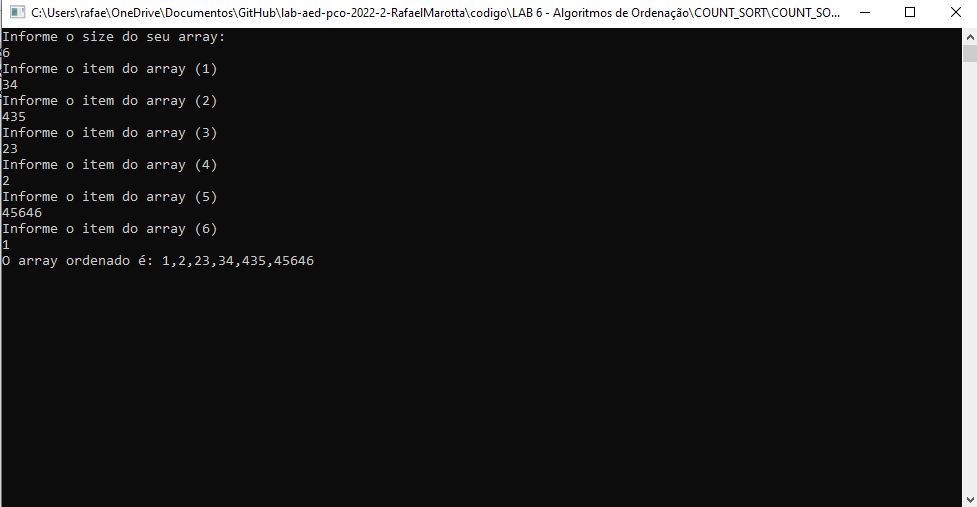 C:\Users\rafae\OneDrive\Documentos\GitHub\lab-aed-pco-2022-2-RafaelMarotta\codigo\LAB 6 - Algoritmos de Ordenação\COUNT_SORT\COUNT_SO...
Informe o size do seu array:
6
Informe o item do array (1)
34
Informe o item do array (2)
435
Informe o item do array (3)
23
Informe o item do array (4)
2
Informe o item do array (5)
45646
Informe o item do array (6)
1
O array ordenado é: 1,2,23,34,435,45646